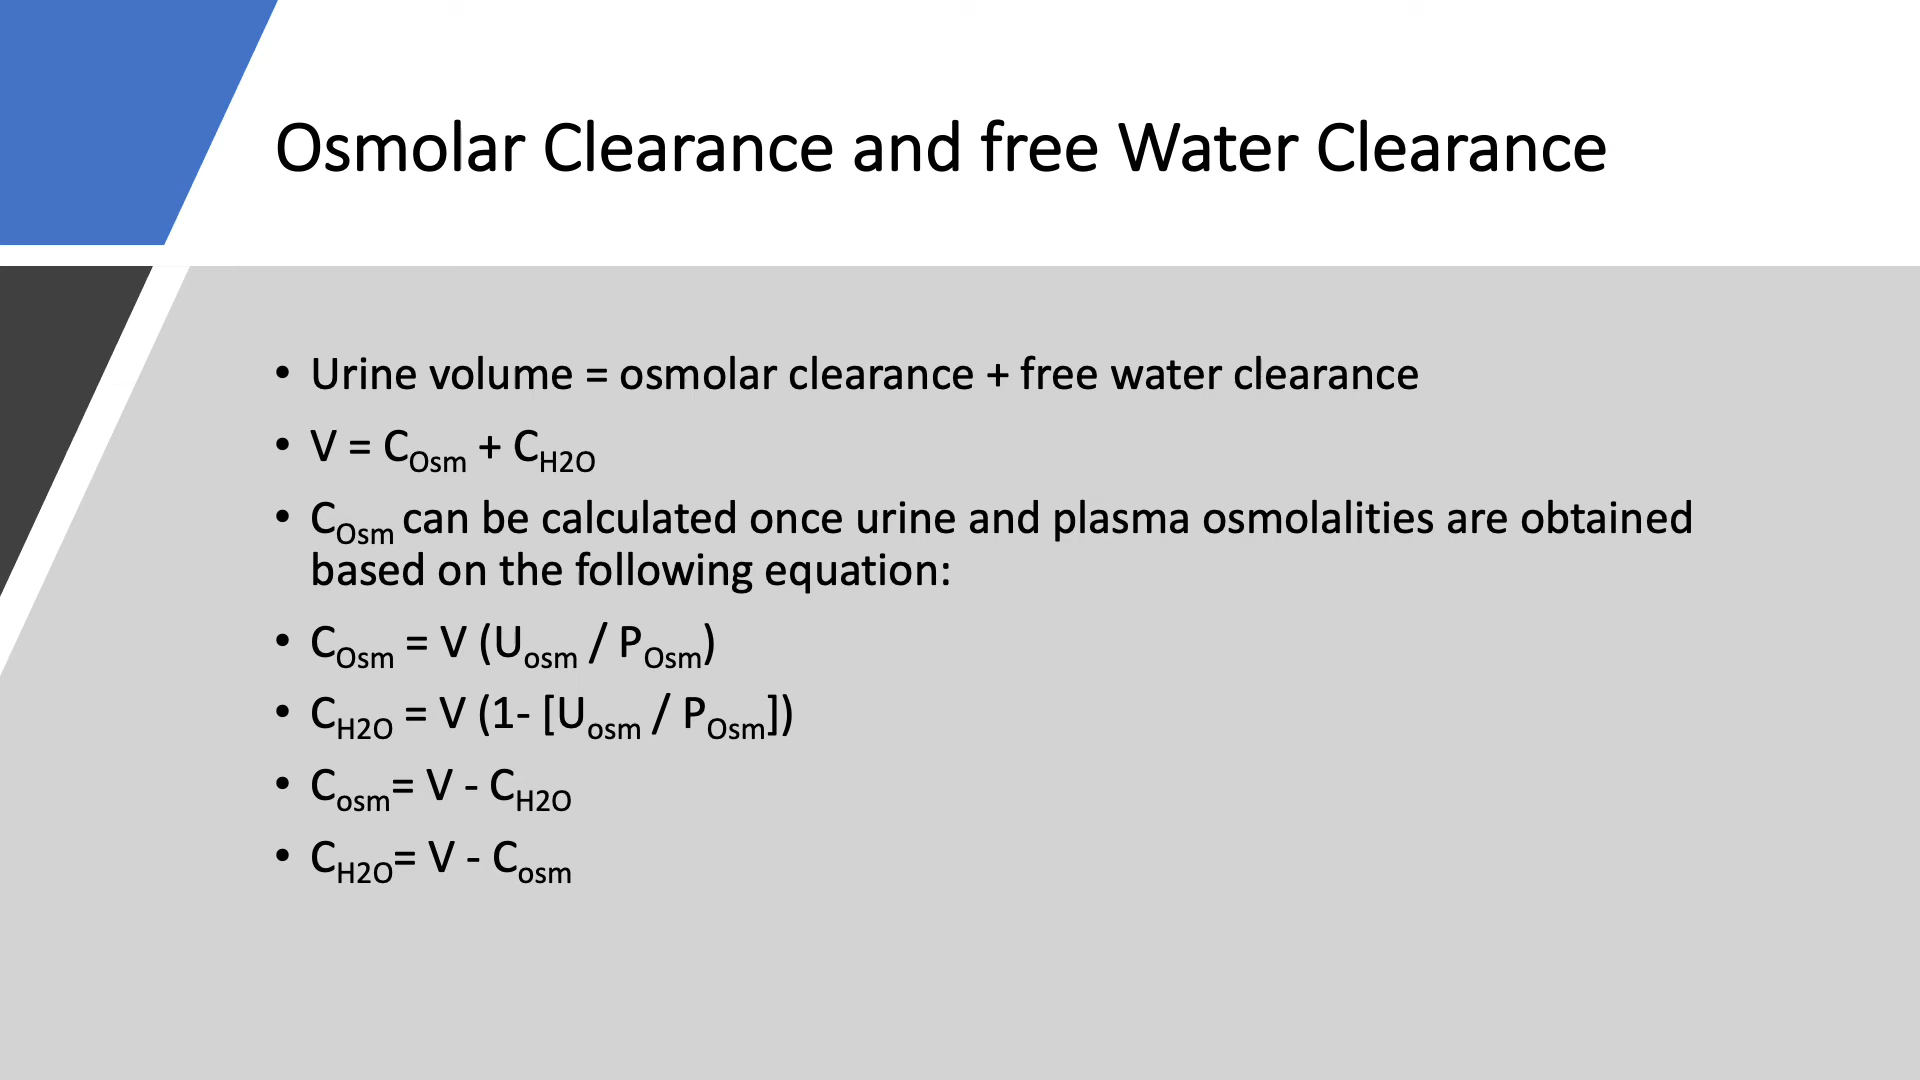 Osmolar Clearance and free Water Clearance
• Urine volume = osmolar clearance + free water clearance
• V = COsm + CH2O
• COsm can be calculated once urine and plasma osmolalities are obtained
based on the following equation:
• COsm = V (Uosm / POsm)
• CH2O = V (1- [Uosm / POsm])
• Cosm= V - CH2O
• CH2O= V - Cosm